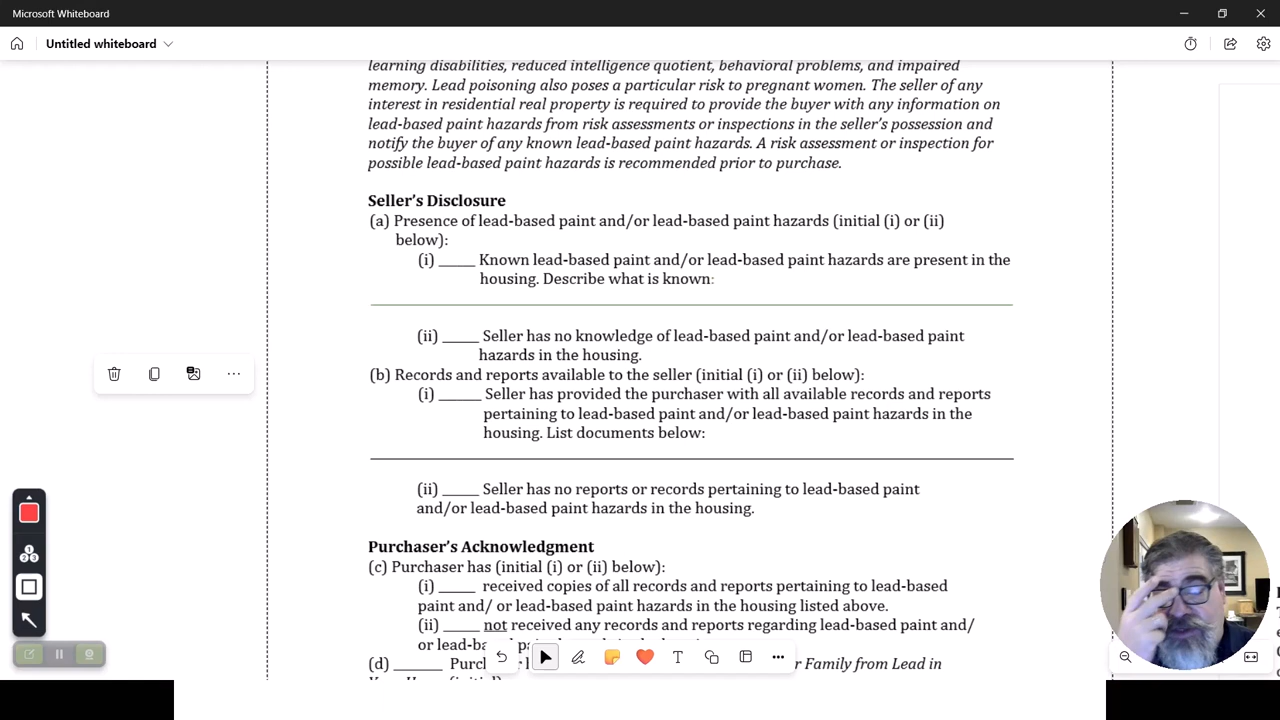 Microsoft Whiteboard
Untitled whiteboard
learning disabilities, reduced intelligence quotient, behavioral problems, and impaired
memory. Lead poisoning also poses a particular risk to pregnant women. The seller of any
interest in residential real property is required to provide the buyer with any information on
lead-based paint hazards from risk assessments or inspections in the seller's possession and
notify the buyer of any known lead-based paint hazards. A risk assessment or inspection for
possible lead-based paint hazards is recommended prior to purchase.
Seller's Disclosure
(a) Presence of lead-based paint and/or lead-based paint hazards (initial (i) or (ii)
below):
(i) _____ Known lead-based paint and/or lead-based paint hazards are present in the
housing. Describe what is known:
(ii) _____ Seller has no knowledge of lead-based paint and/or lead-based paint
hazards in the housing.
(b) Records and reports available to the seller (initial (i) or (ii) below):
(i) ______ Seller has provided the purchaser with all available records and reports
pertaining to lead-based paint and/or lead-based paint hazards in the
housing. List documents below:
(ii) _____ Seller has no reports or records pertaining to lead-based paint
and/or lead-based paint hazards in the housing.
Purchaser's Acknowledgment
(c) Purchaser has (initial (i) or (ii) below):
(i) _____ received copies of all records and reports pertaining to lead-based
paint and/ or lead-based paint hazards in the housing listed above.
(ii) _____ not received any records and reports regarding lead-based paint and/
or
(d) _______ r Family from Lead in